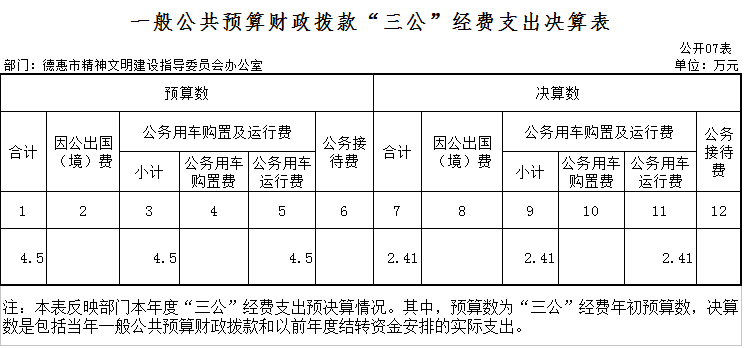 一般公共预算财政拨款“三公”经费支出决算表
公开07表
部门：德惠市精神文明建设指导委员会办公室 单位：万元
预算数 决算数
合计 因公出国（境）费 公务用车购置及运行费 公务接待费 合计 因公出国（境）费 公务用车购置及运行费 公务接待费
小计 公务用车购置费 公务用车运行费 小计 公务用车购置费 公务用车运行费
1 2 3 4 5 6 7 8 9 10 11 12
4.5 4.5 4.5 2.41 2.41 2.41
注：本表反映部门本年度“三公”经费支出预决算情况。其中，预算数为“三公”经费年初预算数，决算
数是包括当年一般公共预算财政拨款和以前年度结转资金安排的实际支出。